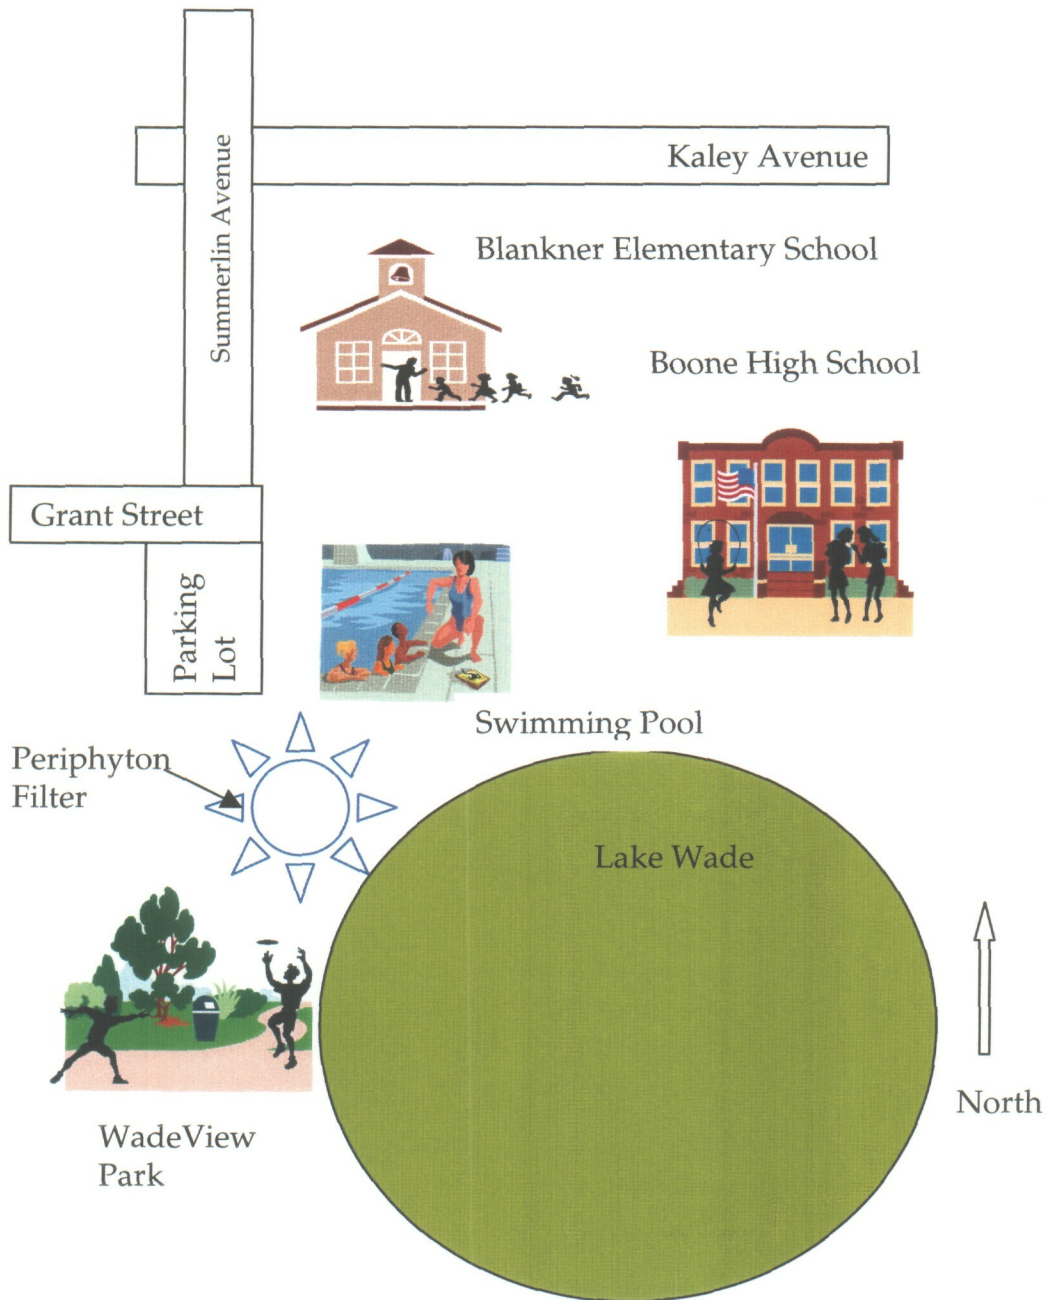 Kaley Avenue
Summerlin Avenue
Blankner Elementary School
Boone High School
Grant Street
Parking
Lot
Swimming Pool
Periphyton
Filter
Lake Wade
North
WadeView
Park